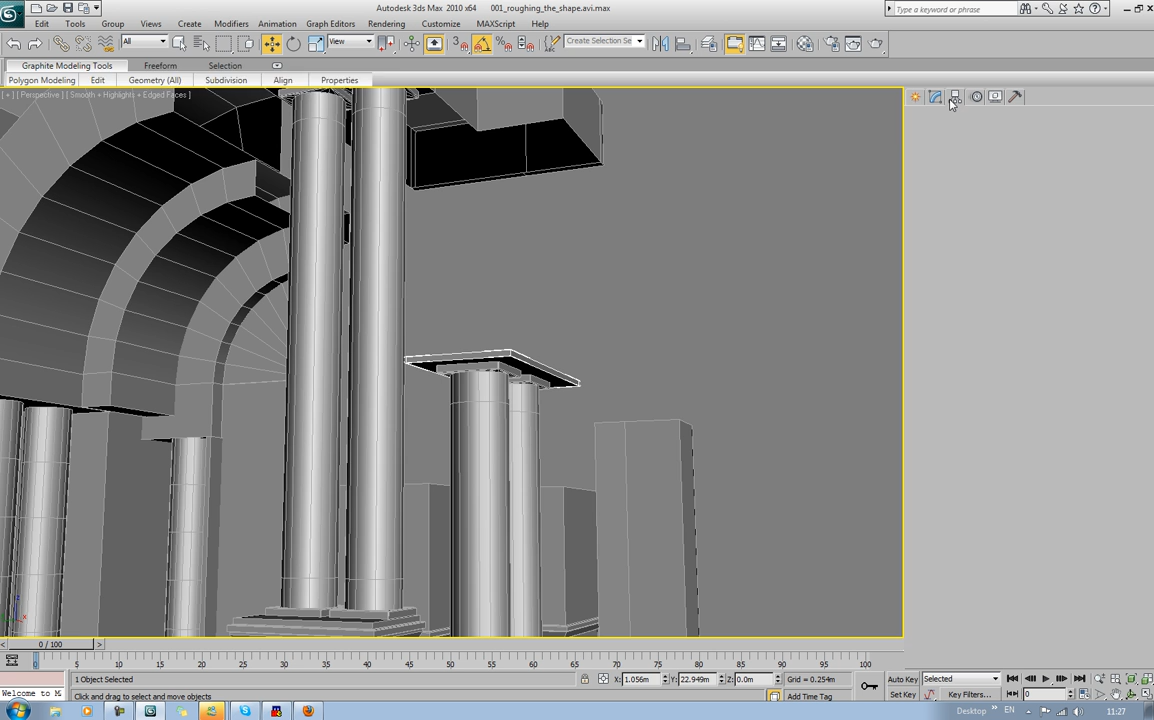 Autodesk 3ds Max 2010 x64 001_roughing_the_shape.avi.max
Type a keyword or phrase
Edit Tools Group Views Create Modifiers Animation Graph Editors Rendering Customize MAXScript Help
All View 3 Create Selection Se
Graphite Modeling Tools Freeform Selection
Polygon Modeling Edit Geometry (All) Subdivision Align Properties
[ + ] [ Perspective ] [ Smooth + Highlights + Edged Faces ]
z
x
< 0 / 100 >
0 5 10 15 20 25 30 35 40 45 50 55 60 65 70 75 80 85 90 95 100
1 Object Selected X: 1.056m Y: 22.949m Z: 0.0m Grid = 0.254m Auto Key Selected
Welcome to M Click and drag to select and move objects Add Time Tag Set Key Key Filters... 0
Desktop » EN 11:27